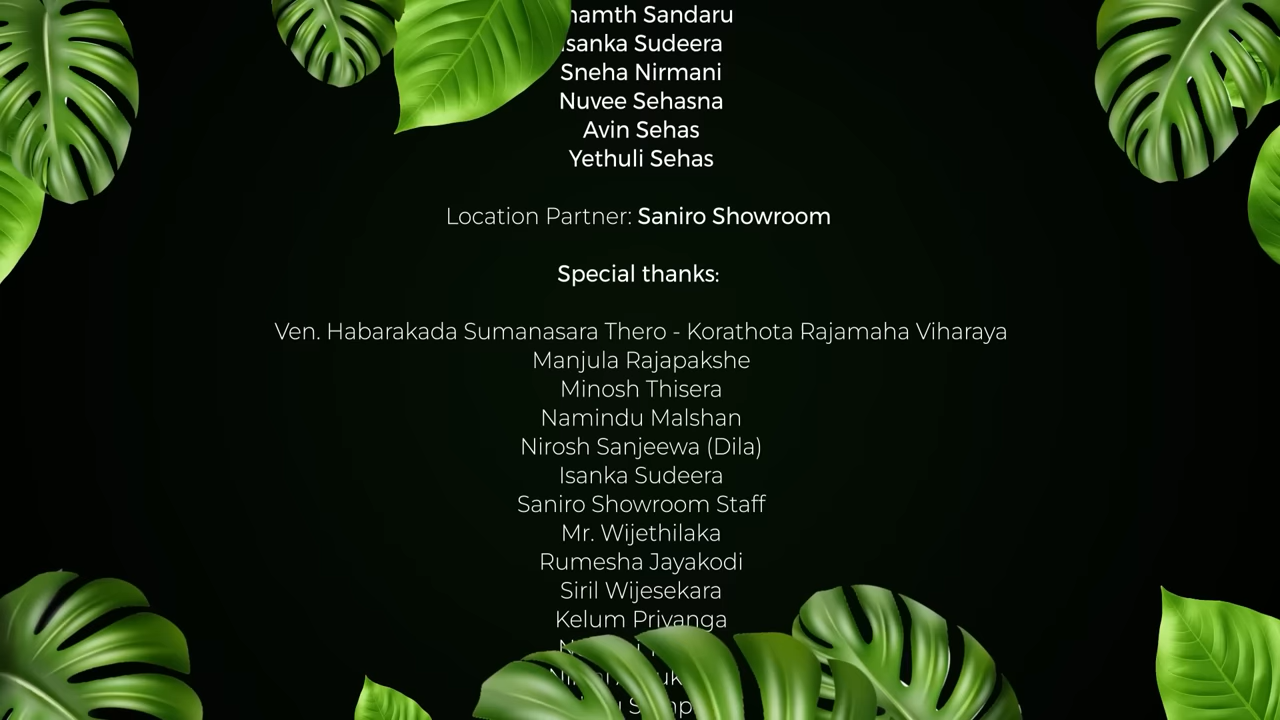 Sandaru
Isanka Sudeera
Sneha Nirmani
Nuvee Sehasna
Avin Sehas
Yethuli Sehas
Location Partner: Saniro Showroom
Special thanks:
Ven. Habarakada Sumanasara Thero - Korathota Rajamaha Viharaya
Manjula Rajapakshe
Minosh Thisera
Namindu Malshan
Nirosh Sanjeewa (Dila)
Isanka Sudeera
Saniro Showroom Staff
Mr. Wijethilaka
Rumesha Jayakodi
Siril Wijesekara
Kelum Priyanga